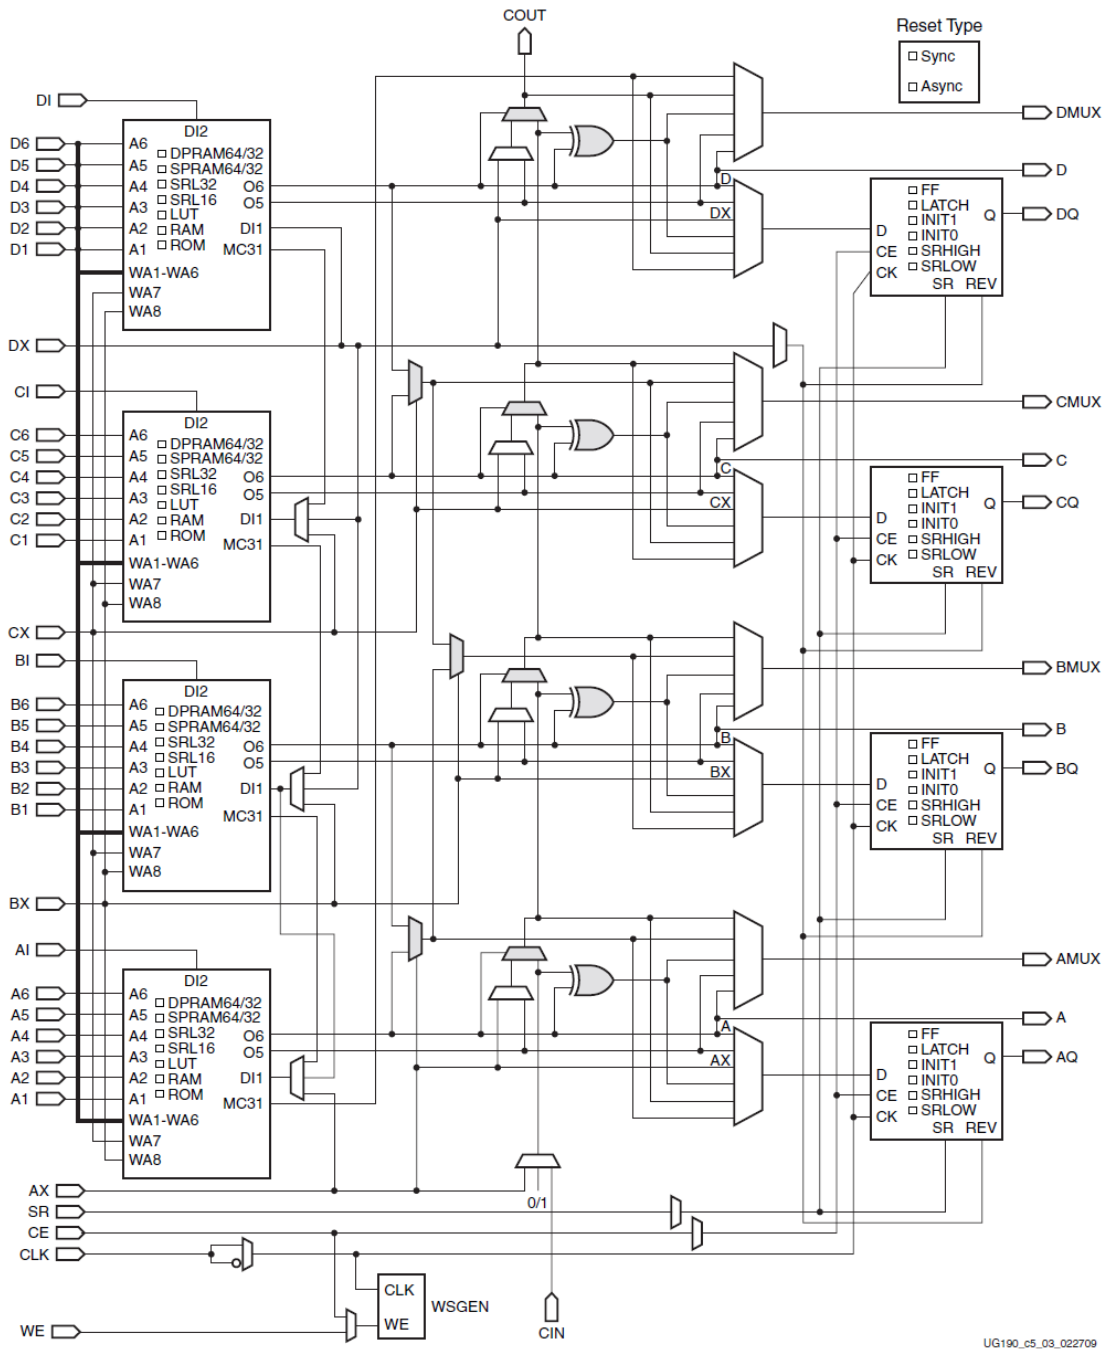 COUT
Reset Type
Sync
Async
DI
DI2
D6
D5
D4
D3
D2
D1
A6
A5
A4
A3
A2
A1
DPRAM64/32
SPRAM64/32
SRL32
SRL16
LUT
RAM
ROM
O6
O5
DI1
MC31
WA1-WA6
WA7
WA8
DMUX
D
D
DX
FF
LATCH
INIT1
INIT0
SRHIGH
SRLOW
D
CE
CK
Q
SR REV
DQ
DX
CI
DI2
C6
C5
C4
C3
C2
C1
A6
A5
A4
A3
A2
A1
DPRAM64/32
SPRAM64/32
SRL32
SRL16
LUT
RAM
ROM
O6
O5
DI1
MC31
WA1-WA6
WA7
WA8
CMUX
C
C
CX
FF
LATCH
INIT1
INIT0
SRHIGH
SRLOW
D
CE
CK
Q
SR REV
CQ
CX
BI
DI2
B6
B5
B4
B3
B2
B1
A6
A5
A4
A3
A2
A1
DPRAM64/32
SPRAM64/32
SRL32
SRL16
LUT
RAM
ROM
O6
O5
DI1
MC31
WA1-WA6
WA7
WA8
BMUX
B
B
BX
FF
LATCH
INIT1
INIT0
SRHIGH
SRLOW
D
CE
CK
Q
SR REV
BQ
BX
AI
DI2
A6
A5
A4
A3
A2
A1
A6
A5
A4
A3
A2
A1
DPRAM64/32
SPRAM64/32
SRL32
SRL16
LUT
RAM
ROM
O6
O5
DI1
MC31
WA1-WA6
WA7
WA8
AMUX
A
A
AX
FF
LATCH
INIT1
INIT0
SRHIGH
SRLOW
D
CE
CK
Q
SR REV
AQ
AX
SR
CE
CLK
0/1
CLK
WE
WSGEN
WE
CIN
UG190_c5_03_022709